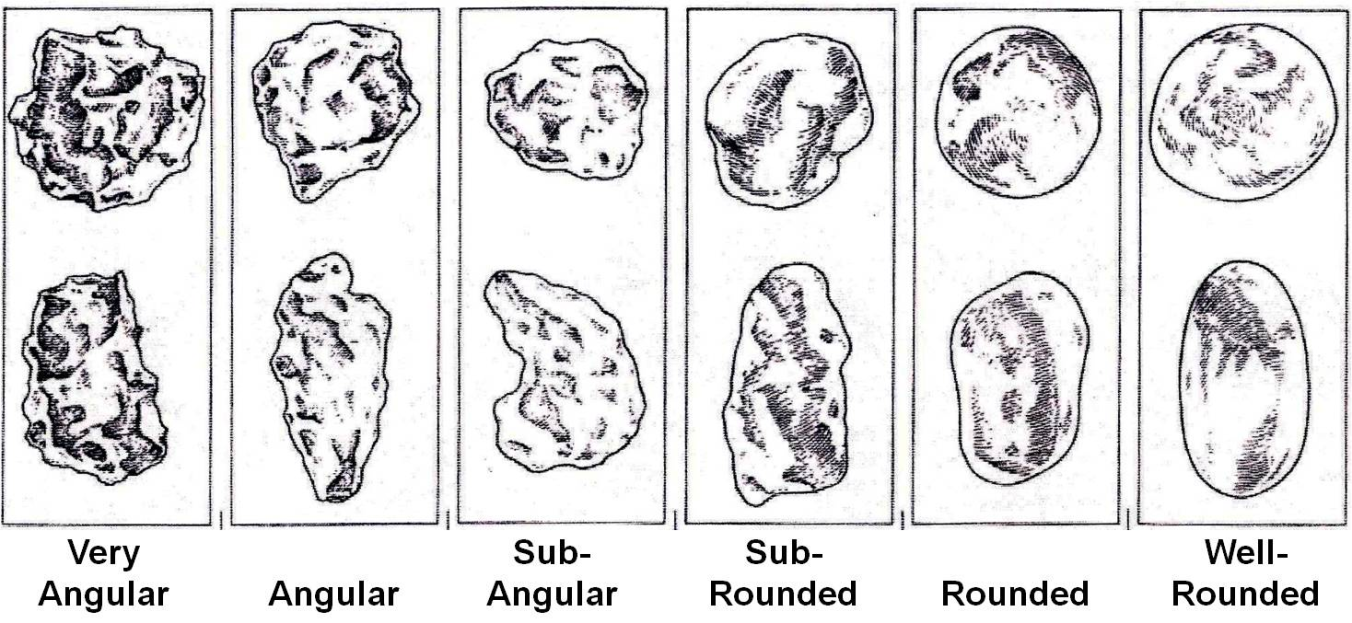 Very
Angular
Angular
Sub-
Angular
Sub-
Rounded
Rounded
Well-
Rounded